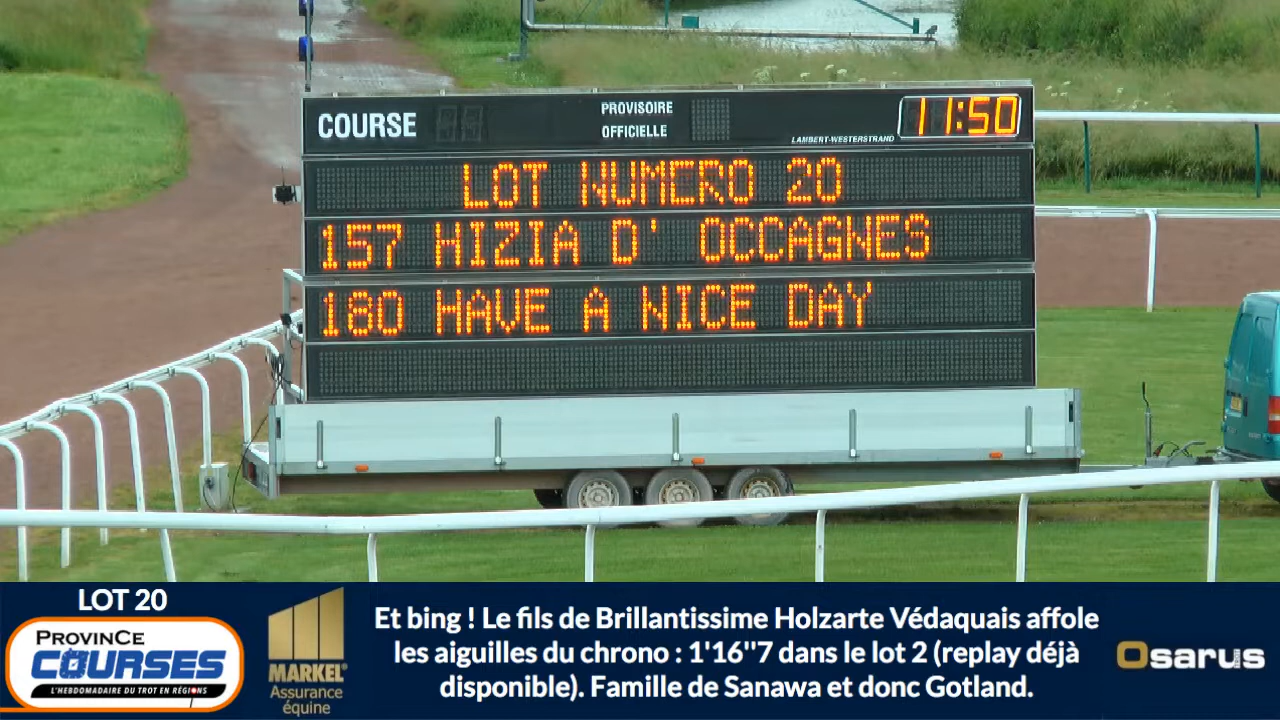 COURSE
PROVISOIRE
OFFICIELLE
LAMBERT-WESTERSTRAND
11:50
LOT NUMERO 20
157 HIZIA D' OCCAGNES
180 HAVE A NICE DAY
LOT 20
PROVINCE
COURSES
L'HEBDOMADAIRE DU TROT EN RÉGIONS
MARKEL®
Assurance
équine
Et bing ! Le fils de Brillantissime Holzarte Védaquais affole
les aiguilles du chrono : 1'16''7 dans le lot 2 (replay déjà
disponible). Famille de Sanawa et donc Gotland.
Osarus